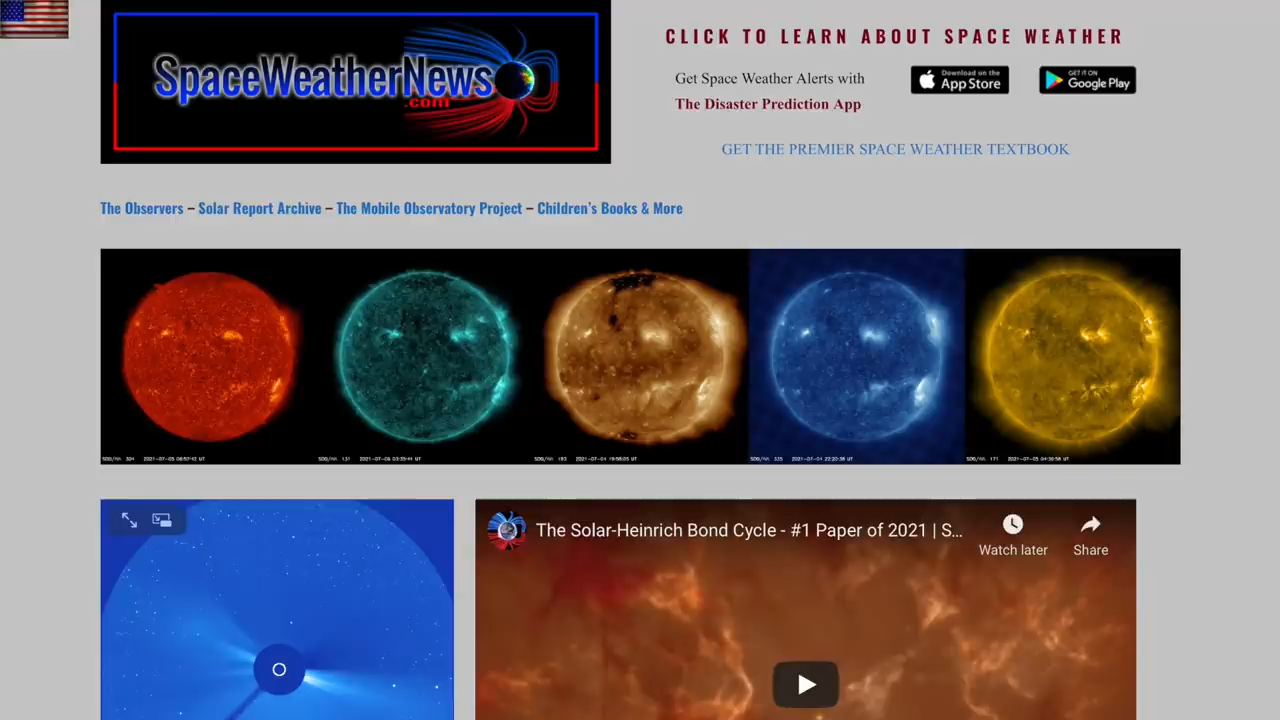 SpaceWeatherNews
.com
CLICK TO LEARN ABOUT SPACE WEATHER
Get Space Weather Alerts with
The Disaster Prediction App
Download on the
App Store
GET IT ON
Google Play
GET THE PREMIER SPACE WEATHER TEXTBOOK
The Observers – Solar Report Archive – The Mobile Observatory Project – Children's Books & More
The Solar-Heinrich Bond Cycle - #1 Paper of 2021 | S...
Watch later
Share